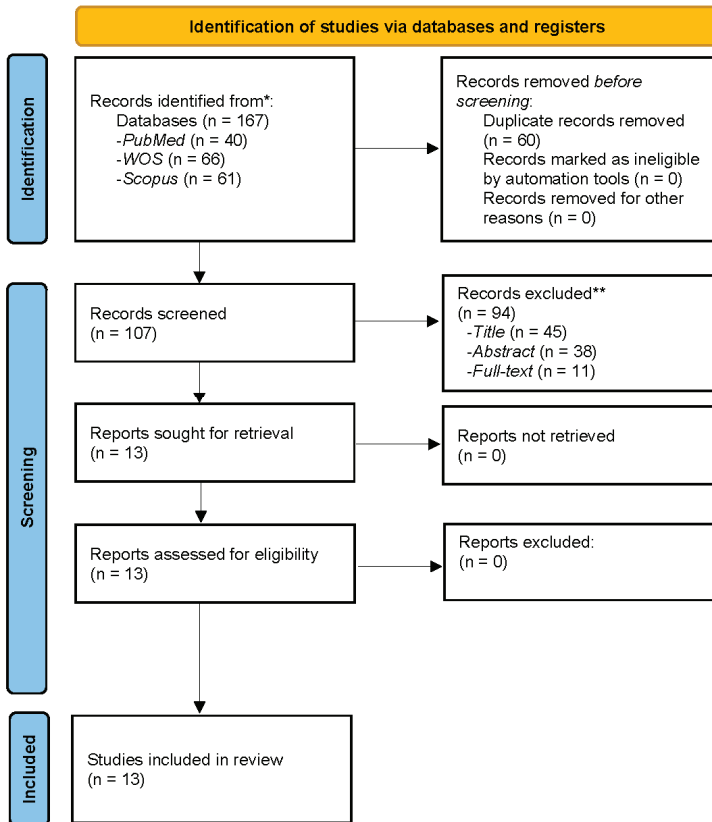 Identification of studies via databases and registers
Identification
Records identified from*:
Databases (n = 167)
-PubMed (n = 40)
-WOS (n = 66)
-Scopus (n = 61)
Records removed before
screening:
Duplicate records removed
(n = 60)
Records marked as ineligible
by automation tools (n = 0)
Records removed for other
reasons (n = 0)
Screening
Records screened
(n = 107)
Records excluded**
(n = 94)
-Title (n = 45)
-Abstract (n = 38)
-Full-text (n = 11)
Reports sought for retrieval
(n = 13)
Reports not retrieved
(n = 0)
Reports assessed for eligibility
(n = 13)
Reports excluded:
(n = 0)
Included
Studies included in review
(n = 13)